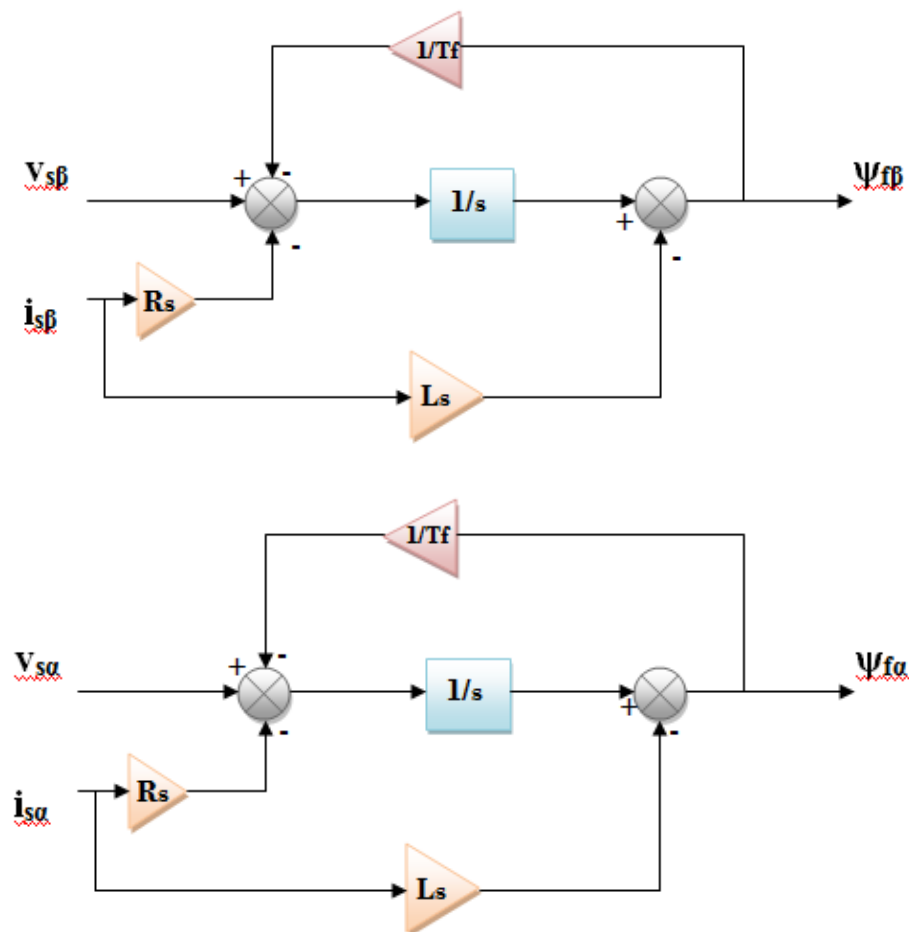 1/Tf
vsβ
+
-
1/s
ψfβ
+
-
-
isβ
Rs
Ls
1/Tf
vsα
+
-
1/s
ψfα
+
-
-
isα
Rs
Ls